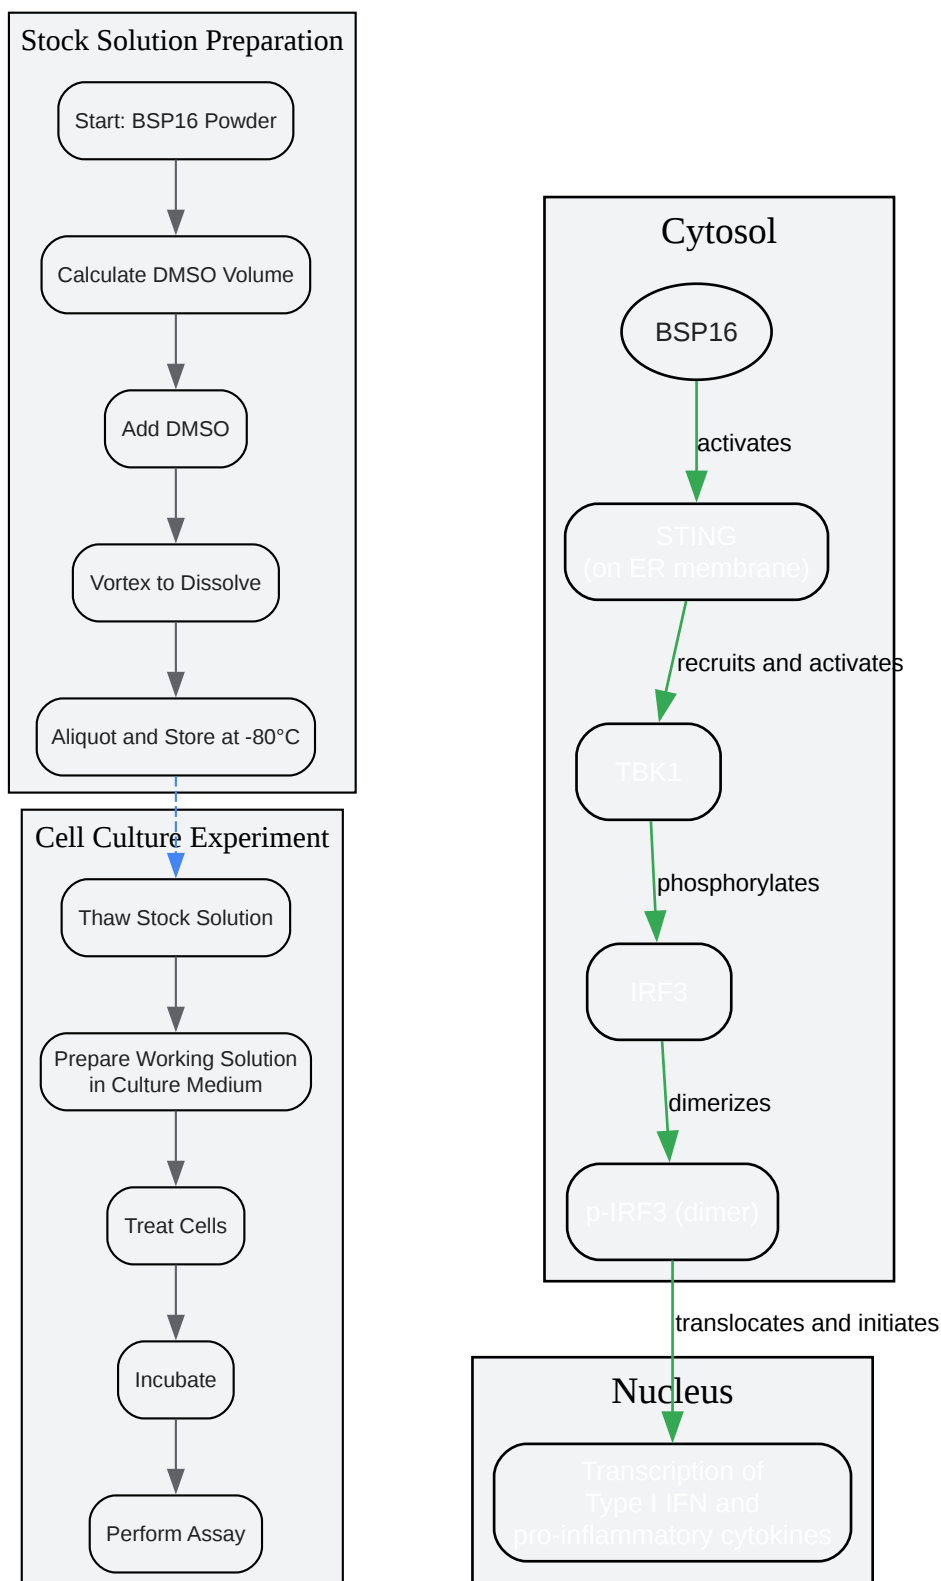 Stock Solution Preparation
Start: BSP16 Powder
Calculate DMSO Volume
Add DMSO
Vortex to Dissolve
Aliquot and Store at -80°C
Cell Culture Experiment
Thaw Stock Solution
Prepare Working Solution
in Culture Medium
Treat Cells
Incubate
Perform Assay
Cytosol
BSP16
activates
STING
(on ER membrane)
recruits and activates
TBK1
phosphorylates
IRF3
dimerizes
p-IRF3 (dimer)
translocates and initiates
Nucleus
Transcription of
Type I IFN and
pro-inflammatory cytokines